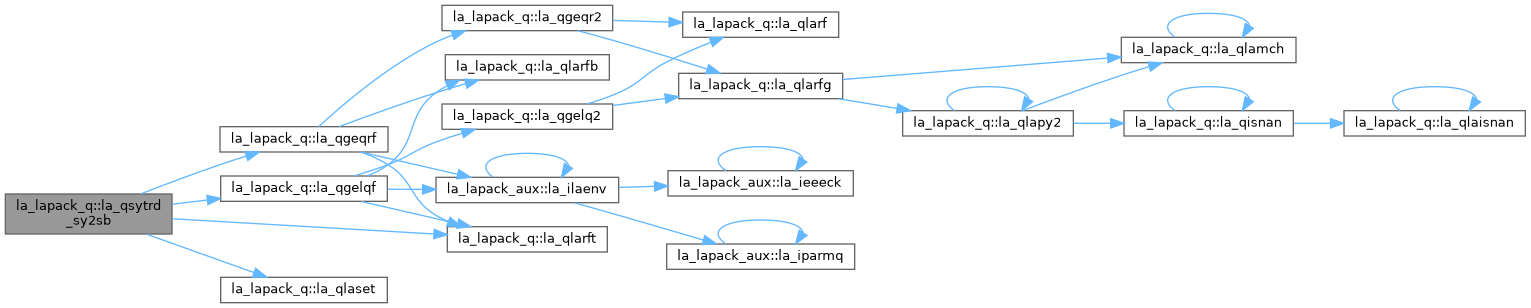 la_lapack_q::la_qsytrd
_sy2sb
la_lapack_q::la_qgeqrf
la_lapack_q::la_qgelqf
la_lapack_q::la_qlaset
la_lapack_q::la_qgeqr2
la_lapack_q::la_qlarfb
la_lapack_q::la_qgelq2
la_lapack_aux::la_ilaenv
la_lapack_q::la_qlarft
la_lapack_q::la_qlarf
la_lapack_q::la_qlarfg
la_lapack_aux::la_ieeeck
la_lapack_aux::la_iparmq
la_lapack_q::la_qlapy2
la_lapack_q::la_qlamch
la_lapack_q::la_qisnan
la_lapack_q::la_qlaisnan